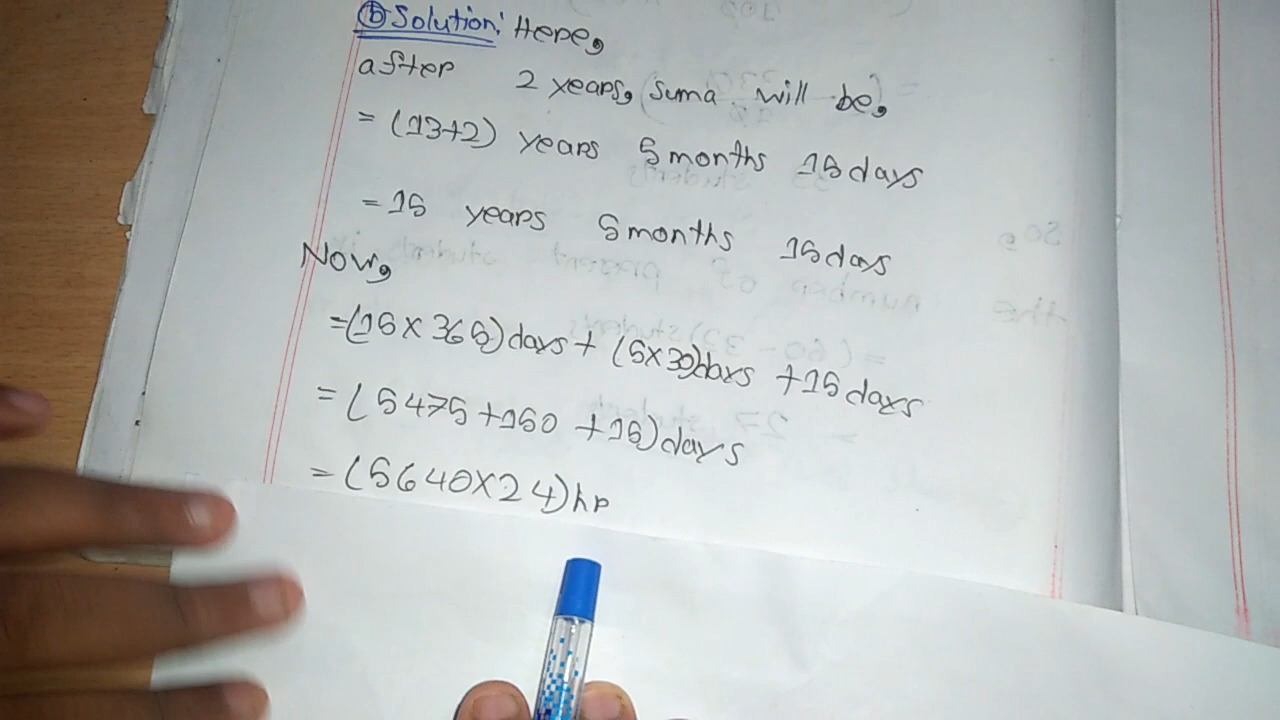 ⓑ Solution: Here,
after 2 years, suma will be,
= (13+2) years 5 months 15 days
= 15 years 5 months 15 days
Now,
=(15×365) days + (5×30) days +15 days
= (5475 +150 +15) days
= (5640×24) hr